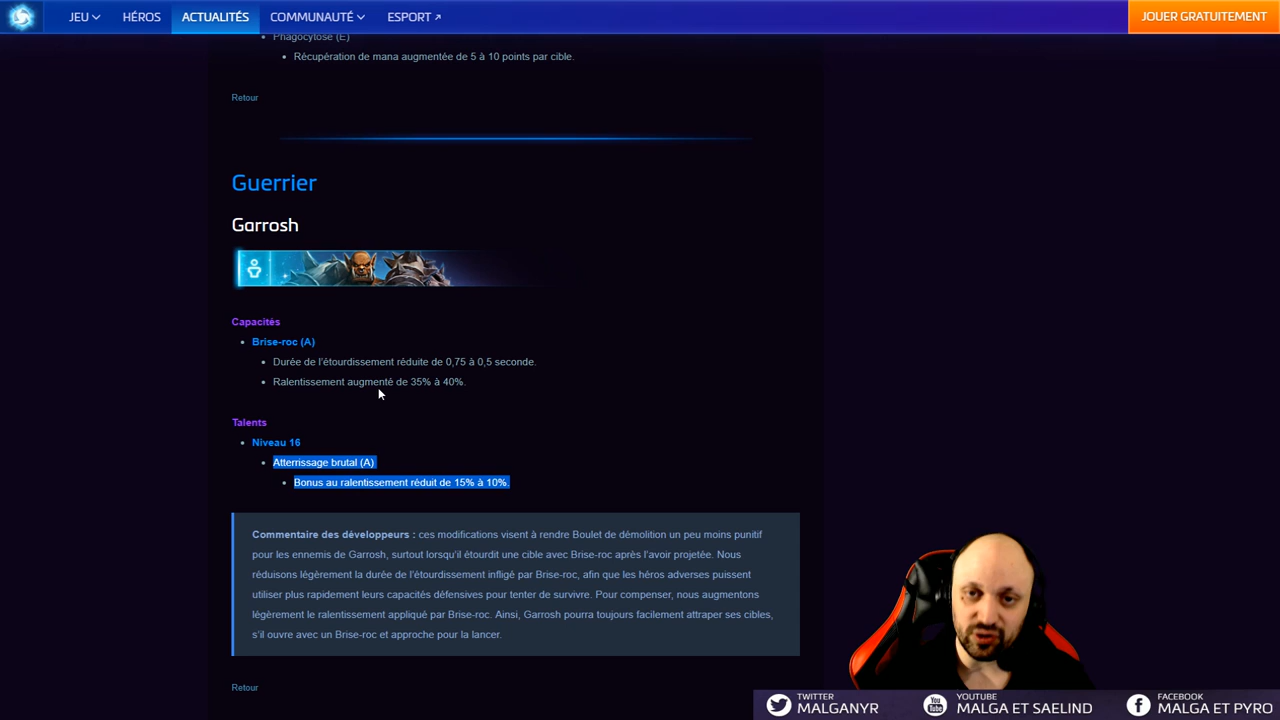 JEU HÉROS ACTUALITÉS COMMUNAUTÉ ESPORT JOUER GRATUITEMENT
Phagocytose (E)
Récupération de mana augmentée de 5 à 10 points par cible.
Retour
Guerrier
Garrosh
Capacités
Brise-roc (A)
Durée de l'étourdissement réduite de 0,75 à 0,5 seconde.
Ralentissement augmenté de 35% à 40%.
Talents
Niveau 16
Atterrissage brutal (A)
Bonus au ralentissement réduit de 15% à 10%.
Commentaire des développeurs : ces modifications visent à rendre Boulet de démolition un peu moins punitif
pour les ennemis de Garrosh, surtout lorsqu'il étourdit une cible avec Brise-roc après l'avoir projetée. Nous
réduisons légèrement la durée de l'étourdissement infligé par Brise-roc, afin que les héros adverses puissent
utiliser plus rapidement leurs capacités défensives pour tenter de survivre. Pour compenser, nous augmentons
légèrement le ralentissement appliqué par Brise-roc. Ainsi, Garrosh pourra toujours facilement attraper ses cibles,
s'il ouvre avec un Brise-roc et approche pour la lancer.
Retour
TWITTER
MALGANYR
YOUTUBE
MALGA ET SAELIND
FACEBOOK
MALGA ET PYRO